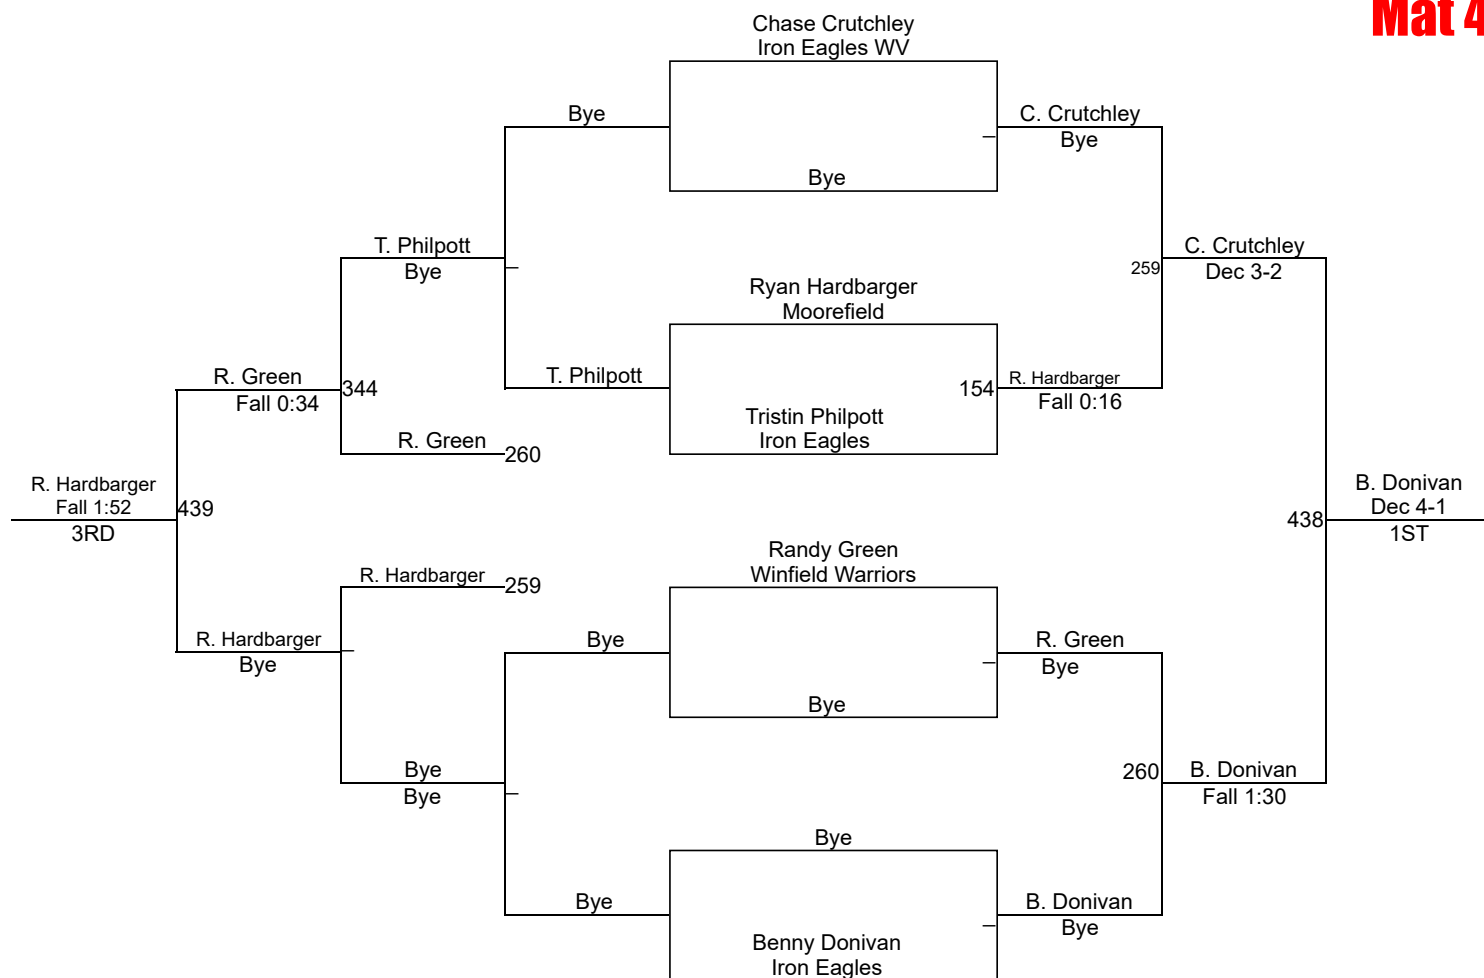 Mat 4
Chase Crutchley
Iron Eagles WV
Bye
C. Crutchley
Bye
Bye
T. Philpott
Bye
C. Crutchley
259
Dec 3-2
Ryan Hardbarger
Moorefield
R. Green
344
T. Philpott
154
R. Hardbarger
Fall 0:34
Fall 0:16
Tristin Philpott
Iron Eagles
R. Green
260
R. Hardbarger
Fall 1:52
439
3RD
B. Donivan
438
Dec 4-1
1ST
Randy Green
Winfield Warriors
R. Hardbarger
259
R. Hardbarger
Bye
Bye
R. Green
Bye
Bye
Bye
Bye
260
B. Donivan
Fall 1:30
Bye
Bye
B. Donivan
Bye
Benny Donivan
Iron Eagles